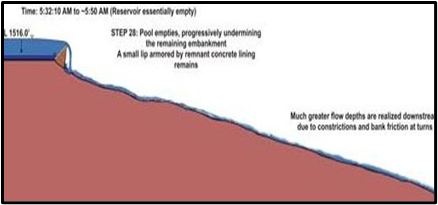 Time: 5:32:10 AM to ~5:50 AM (Reservoir essentially empty)
L 1516.0'
STEP 28: Pool empties, progressively undermining
the remaining embankment
A small lip armored by remnant concrete lining
remains
Much greater flow depths are realized downstrea
due to constrictions and bank friction at turns